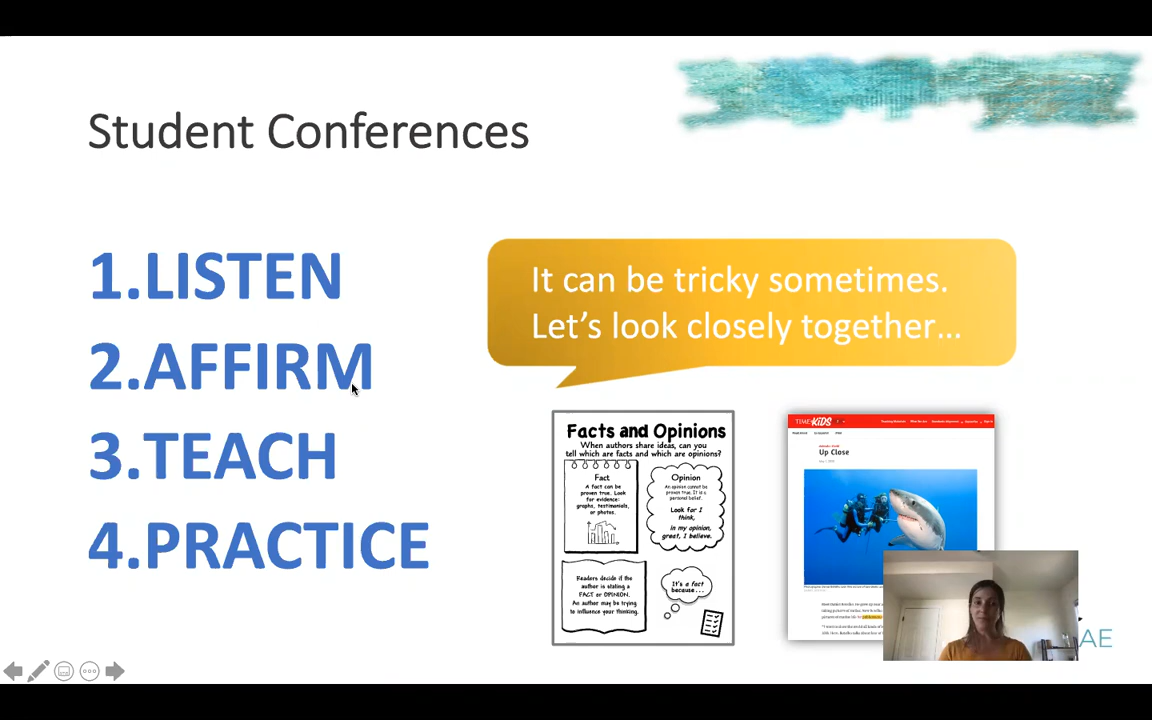 Student Conferences
1.LISTEN
2.AFFIRM
3.TEACH
4.PRACTICE
It can be tricky sometimes.
Let’s look closely together…
Facts and Opinions
When authors share ideas, can you
tell which are facts and which are opinions?
Fact
A fact can be
proven true. Look
for evidence:
graphs, testimonials,
or photos.
Opinion
An opinion cannot be
proven true. It is a
personal belief.
Look for I
think,
in my opinion,
great, I believe.
Readers decide if the
author is stating a
FACT or OPINION.
An author may be trying
to influence your thinking.
It's a fact
because...
TIME KIDS
Up Close
AE